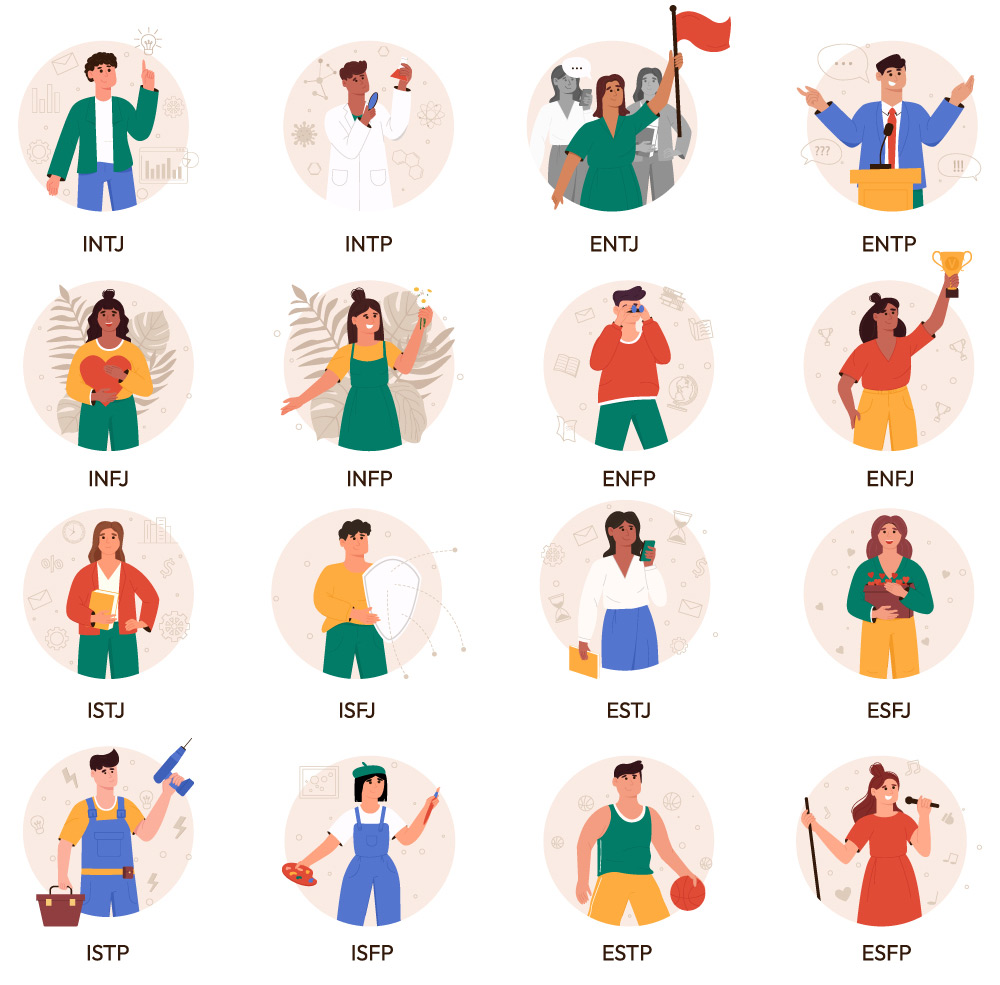 ...
...
???
!!!
INTJ
INTP
ENTJ
ENTP
INFJ
INFP
ENFP
ENFJ
%
$
$
ISTJ
ISFJ
ESTJ
ESFJ
ISTP
ISFP
ESTP
ESFP